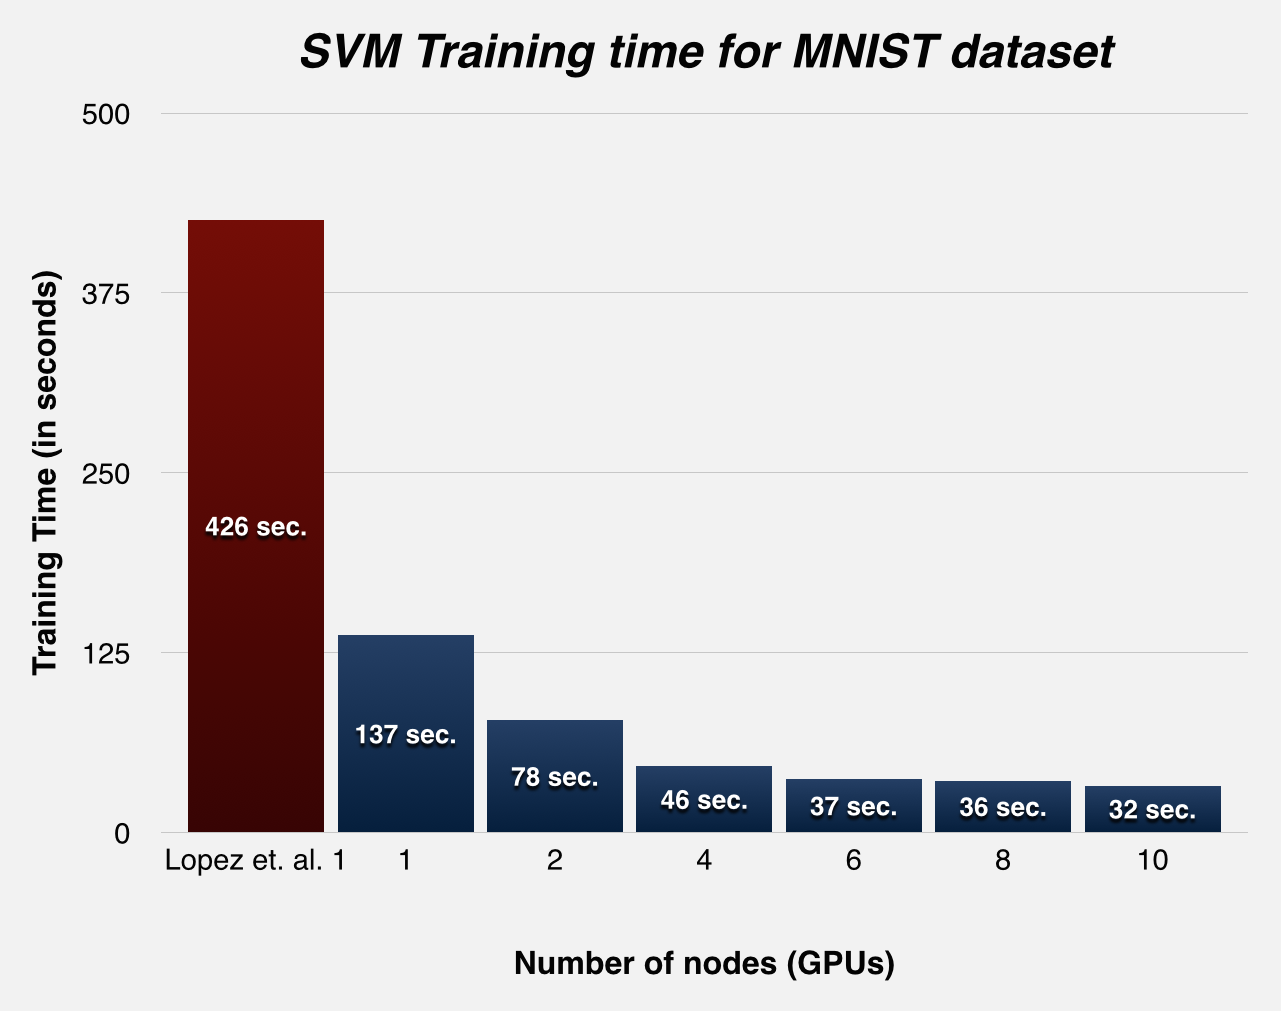 SVM Training time for MNIST dataset
500
375
250
125
0
Training Time (in seconds)
426 sec.
137 sec.
78 sec.
46 sec.
37 sec.
36 sec.
32 sec.
Lopez et. al. 1
1
2
4
6
8
10
Number of nodes (GPUs)